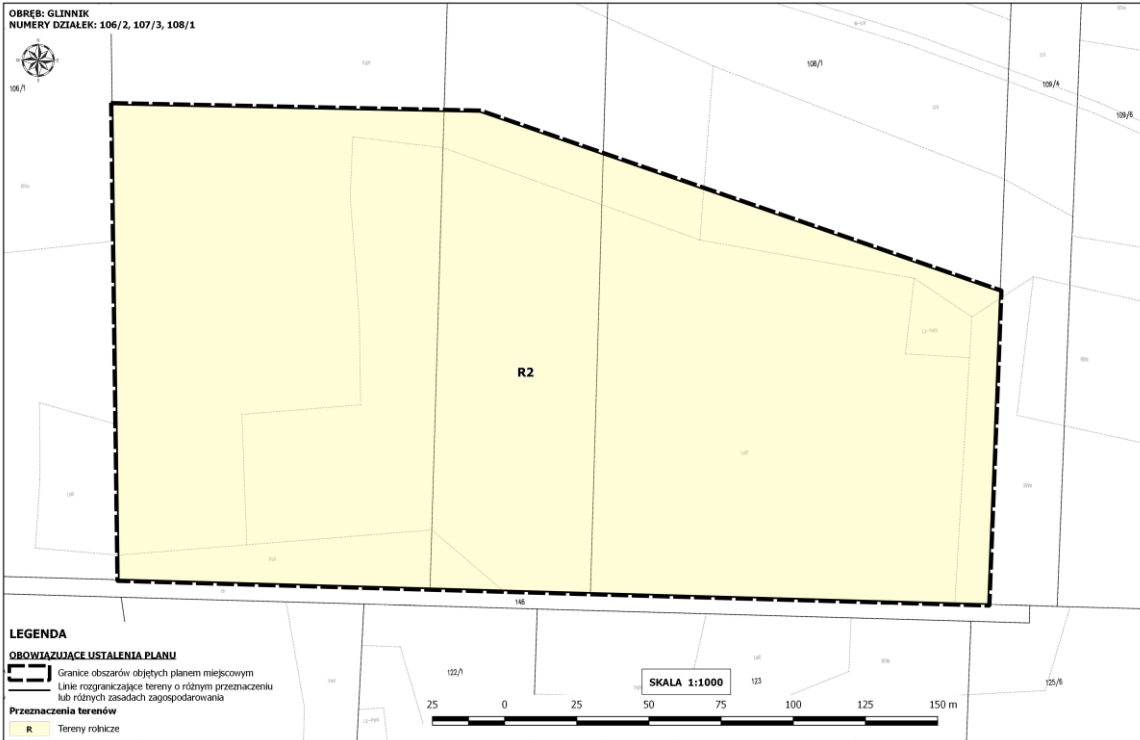 OBRĘB: GLINNIK
NUMERY DZIAŁEK: 106/2, 107/3, 108/1
N
W
E
S
106/1
108/1
109/4
109/6
R2
146
122/1
123
125/6
LEGENDA
OBOWIĄZUJĄCE USTALENIA PLANU
Granice obszarów objętych planem miejscowym
Linie rozgraniczające tereny o różnym przeznaczeniu
lub różnych zasadach zagospodarowania
Przeznaczenia terenów
R Tereny rolnicze
SKALA 1:1000
25 0 25 50 75 100 125 150 m